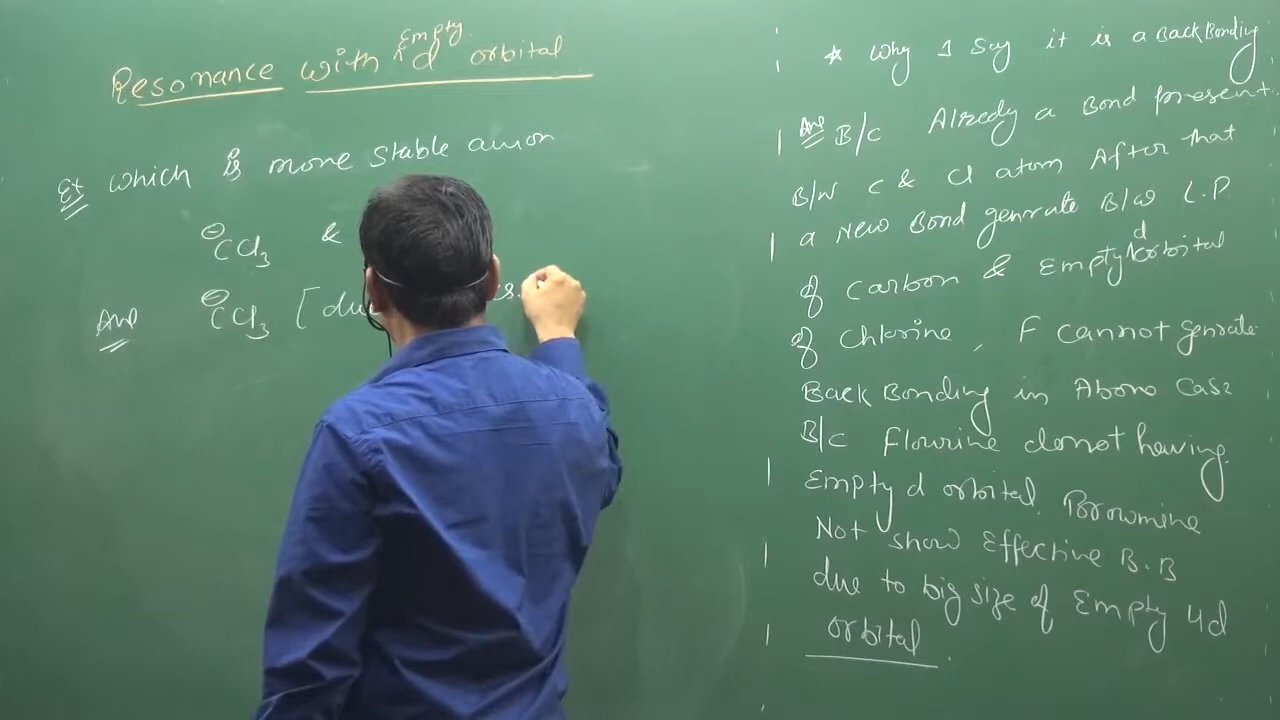 Resonance with Empty d orbital
Ex which is more stable anion
⊖CCl3 &
Ans ⊖CCl3 [due
* Why I Say it is a Back Bonding
Ans B/c Already a Bond present
B/W C & Cl atom After that
a New Bond genrate B/W L.P
of Carbon & Empty d orbital
of Chlorine, F cannot genrate
Back Bonding in Above Case
B/c Flourine donot having
Empty d orbital. Bromine
Not show Effective B.B
due to big size of Empty 4d
orbital.